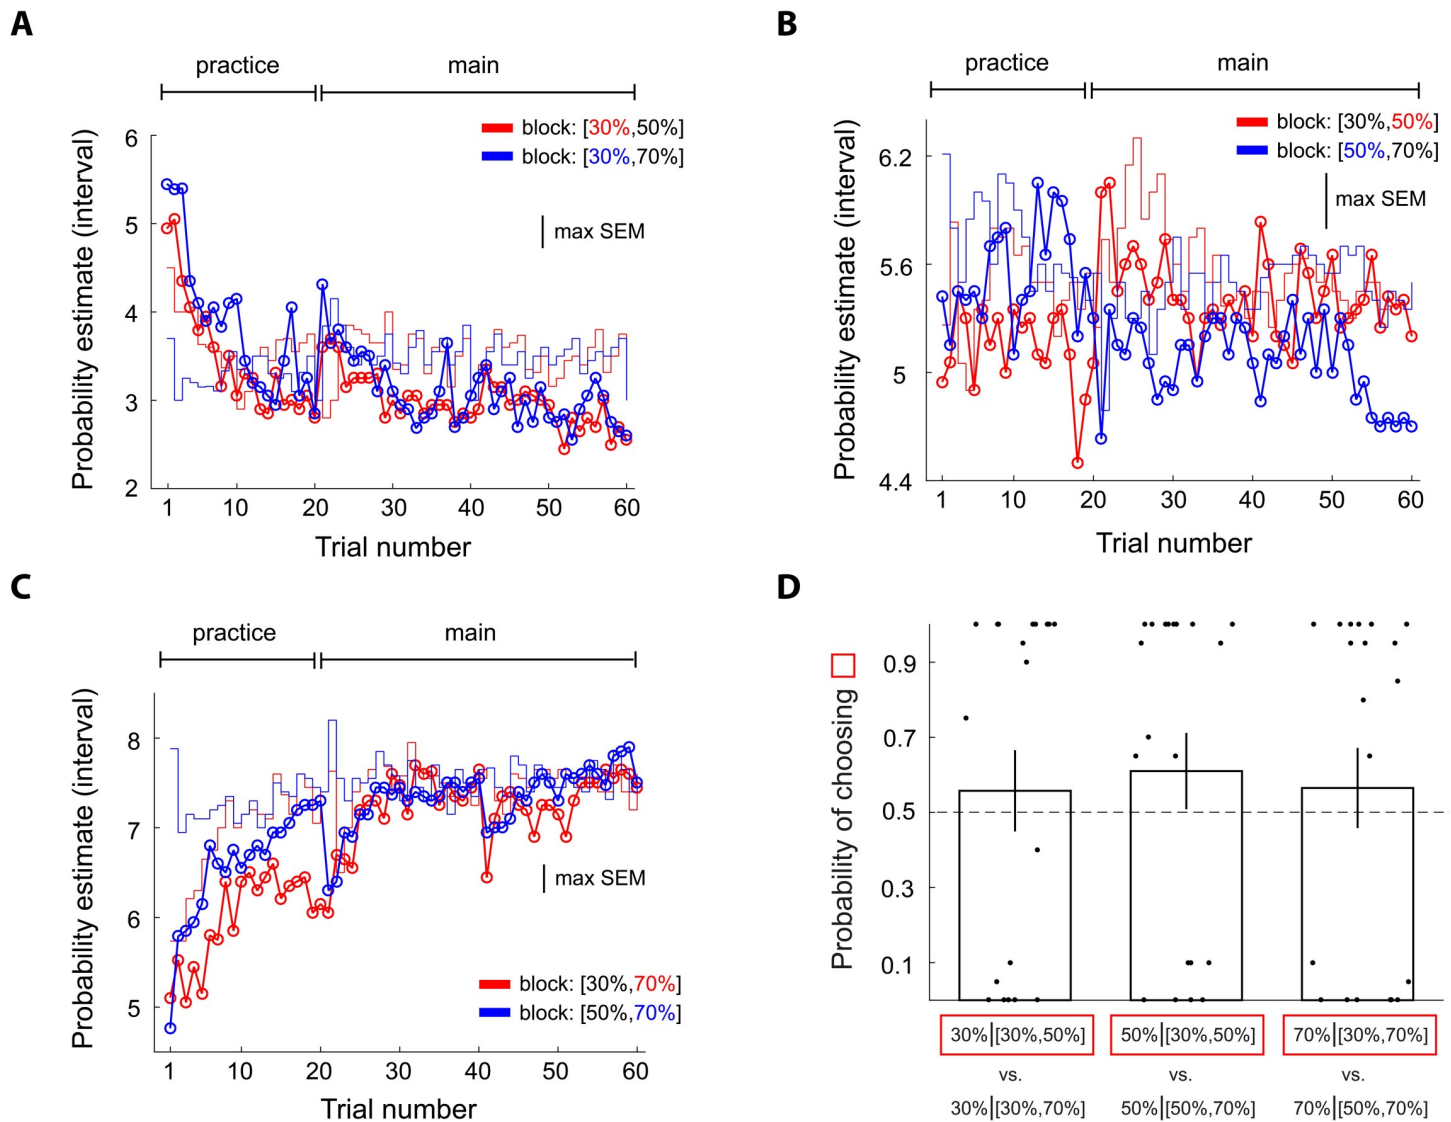 A
practice
main
block: [30%,50%]
block: [30%,70%]
max SEM
Probability estimate (interval)
6
5
4
3
2
1
10
20
30
40
50
60
Trial number
B
practice
main
block: [30%,50%]
block: [50%,70%]
max SEM
Probability estimate (interval)
6.2
5.6
5
4.4
1
10
20
30
40
50
60
Trial number
C
practice
main
Probability estimate (interval)
8
7
6
5
max SEM
block: [30%,70%]
block: [50%,70%]
1
10
20
30
40
50
60
Trial number
D
Probability of choosing
0.9
0.7
0.5
0.3
0.1
30%|[30%,50%]
vs.
30%|[30%,70%]
50%|[30%,50%]
vs.
50%|[50%,70%]
70%|[30%,70%]
vs.
70%|[50%,70%]